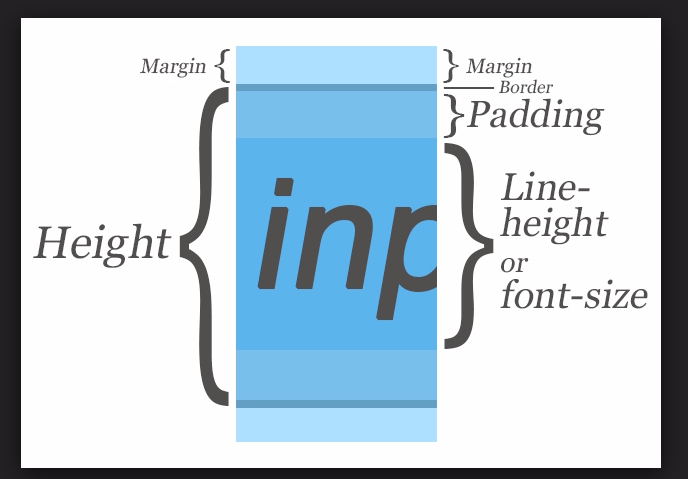 Margin
Margin
Border
Padding
Line-
height
or
font-size
Height
inp